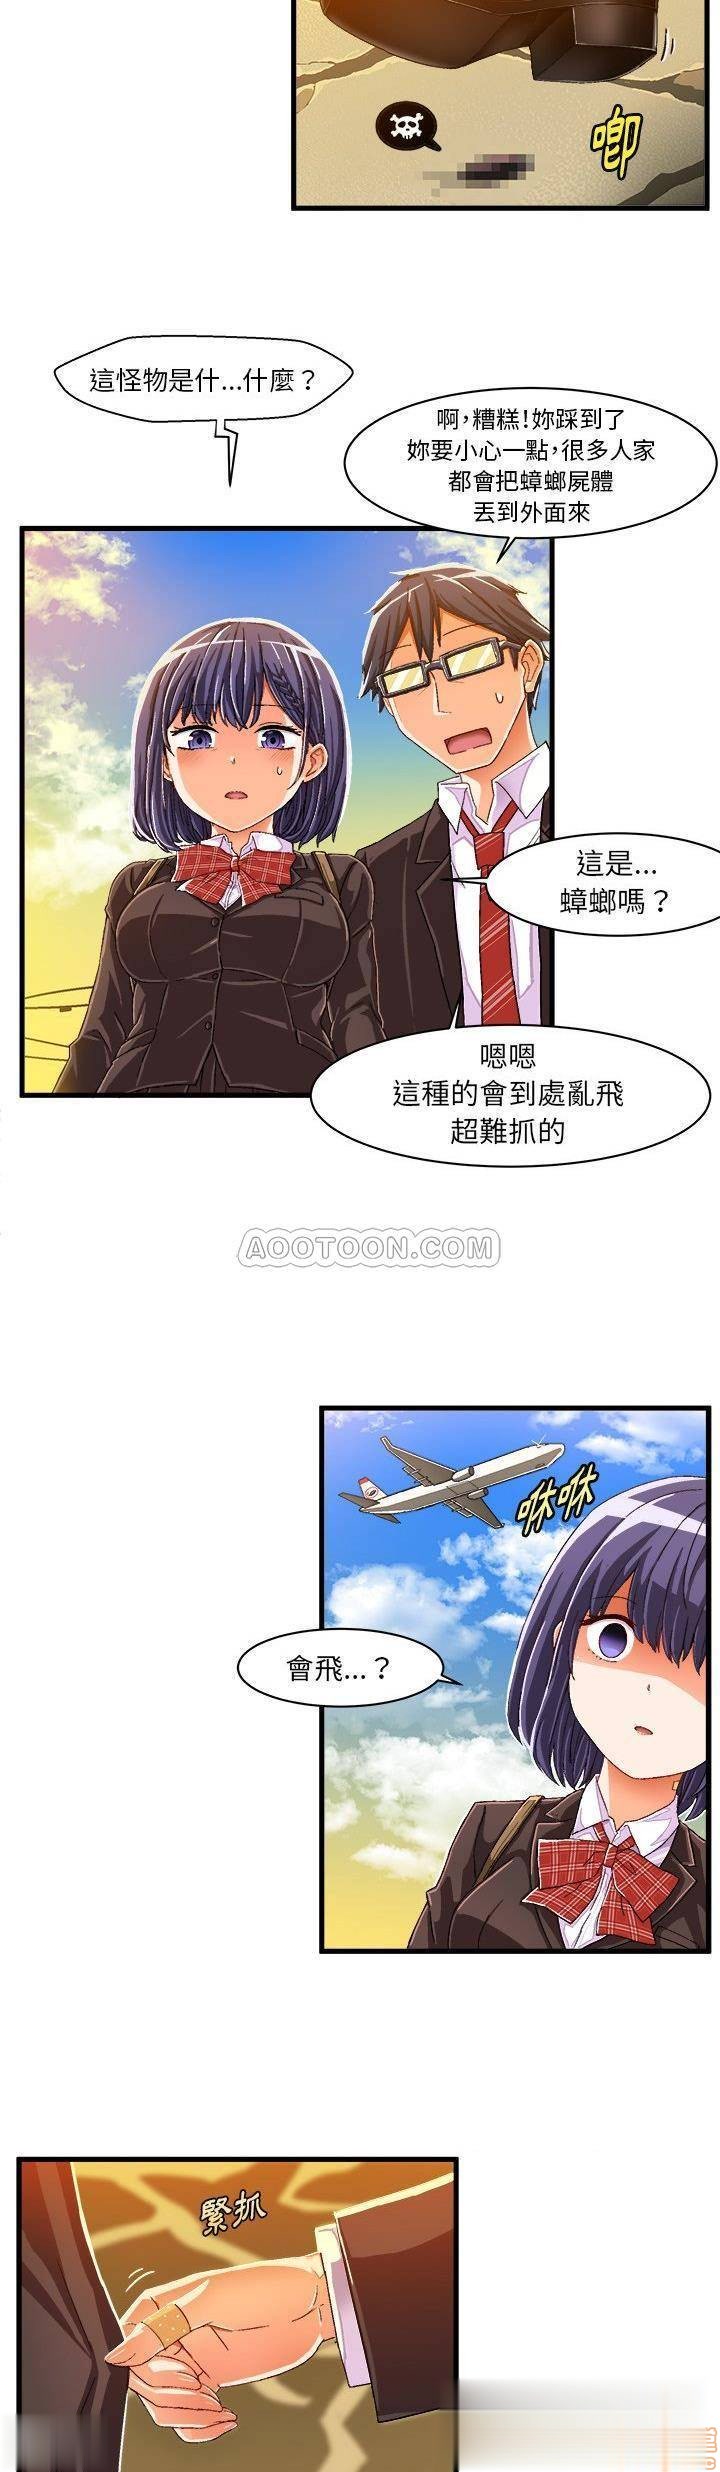 唧
這怪物是什...什麼？
啊，糟糕！妳踩到了
妳要小心一點，很多人家
都會把蟑螂屍體
丟到外面來
這是...
蟑螂嗎？
嗯嗯
這種的會到處亂飛
超難抓的
AOOTOON.COM
咻咻
會飛...？
緊抓